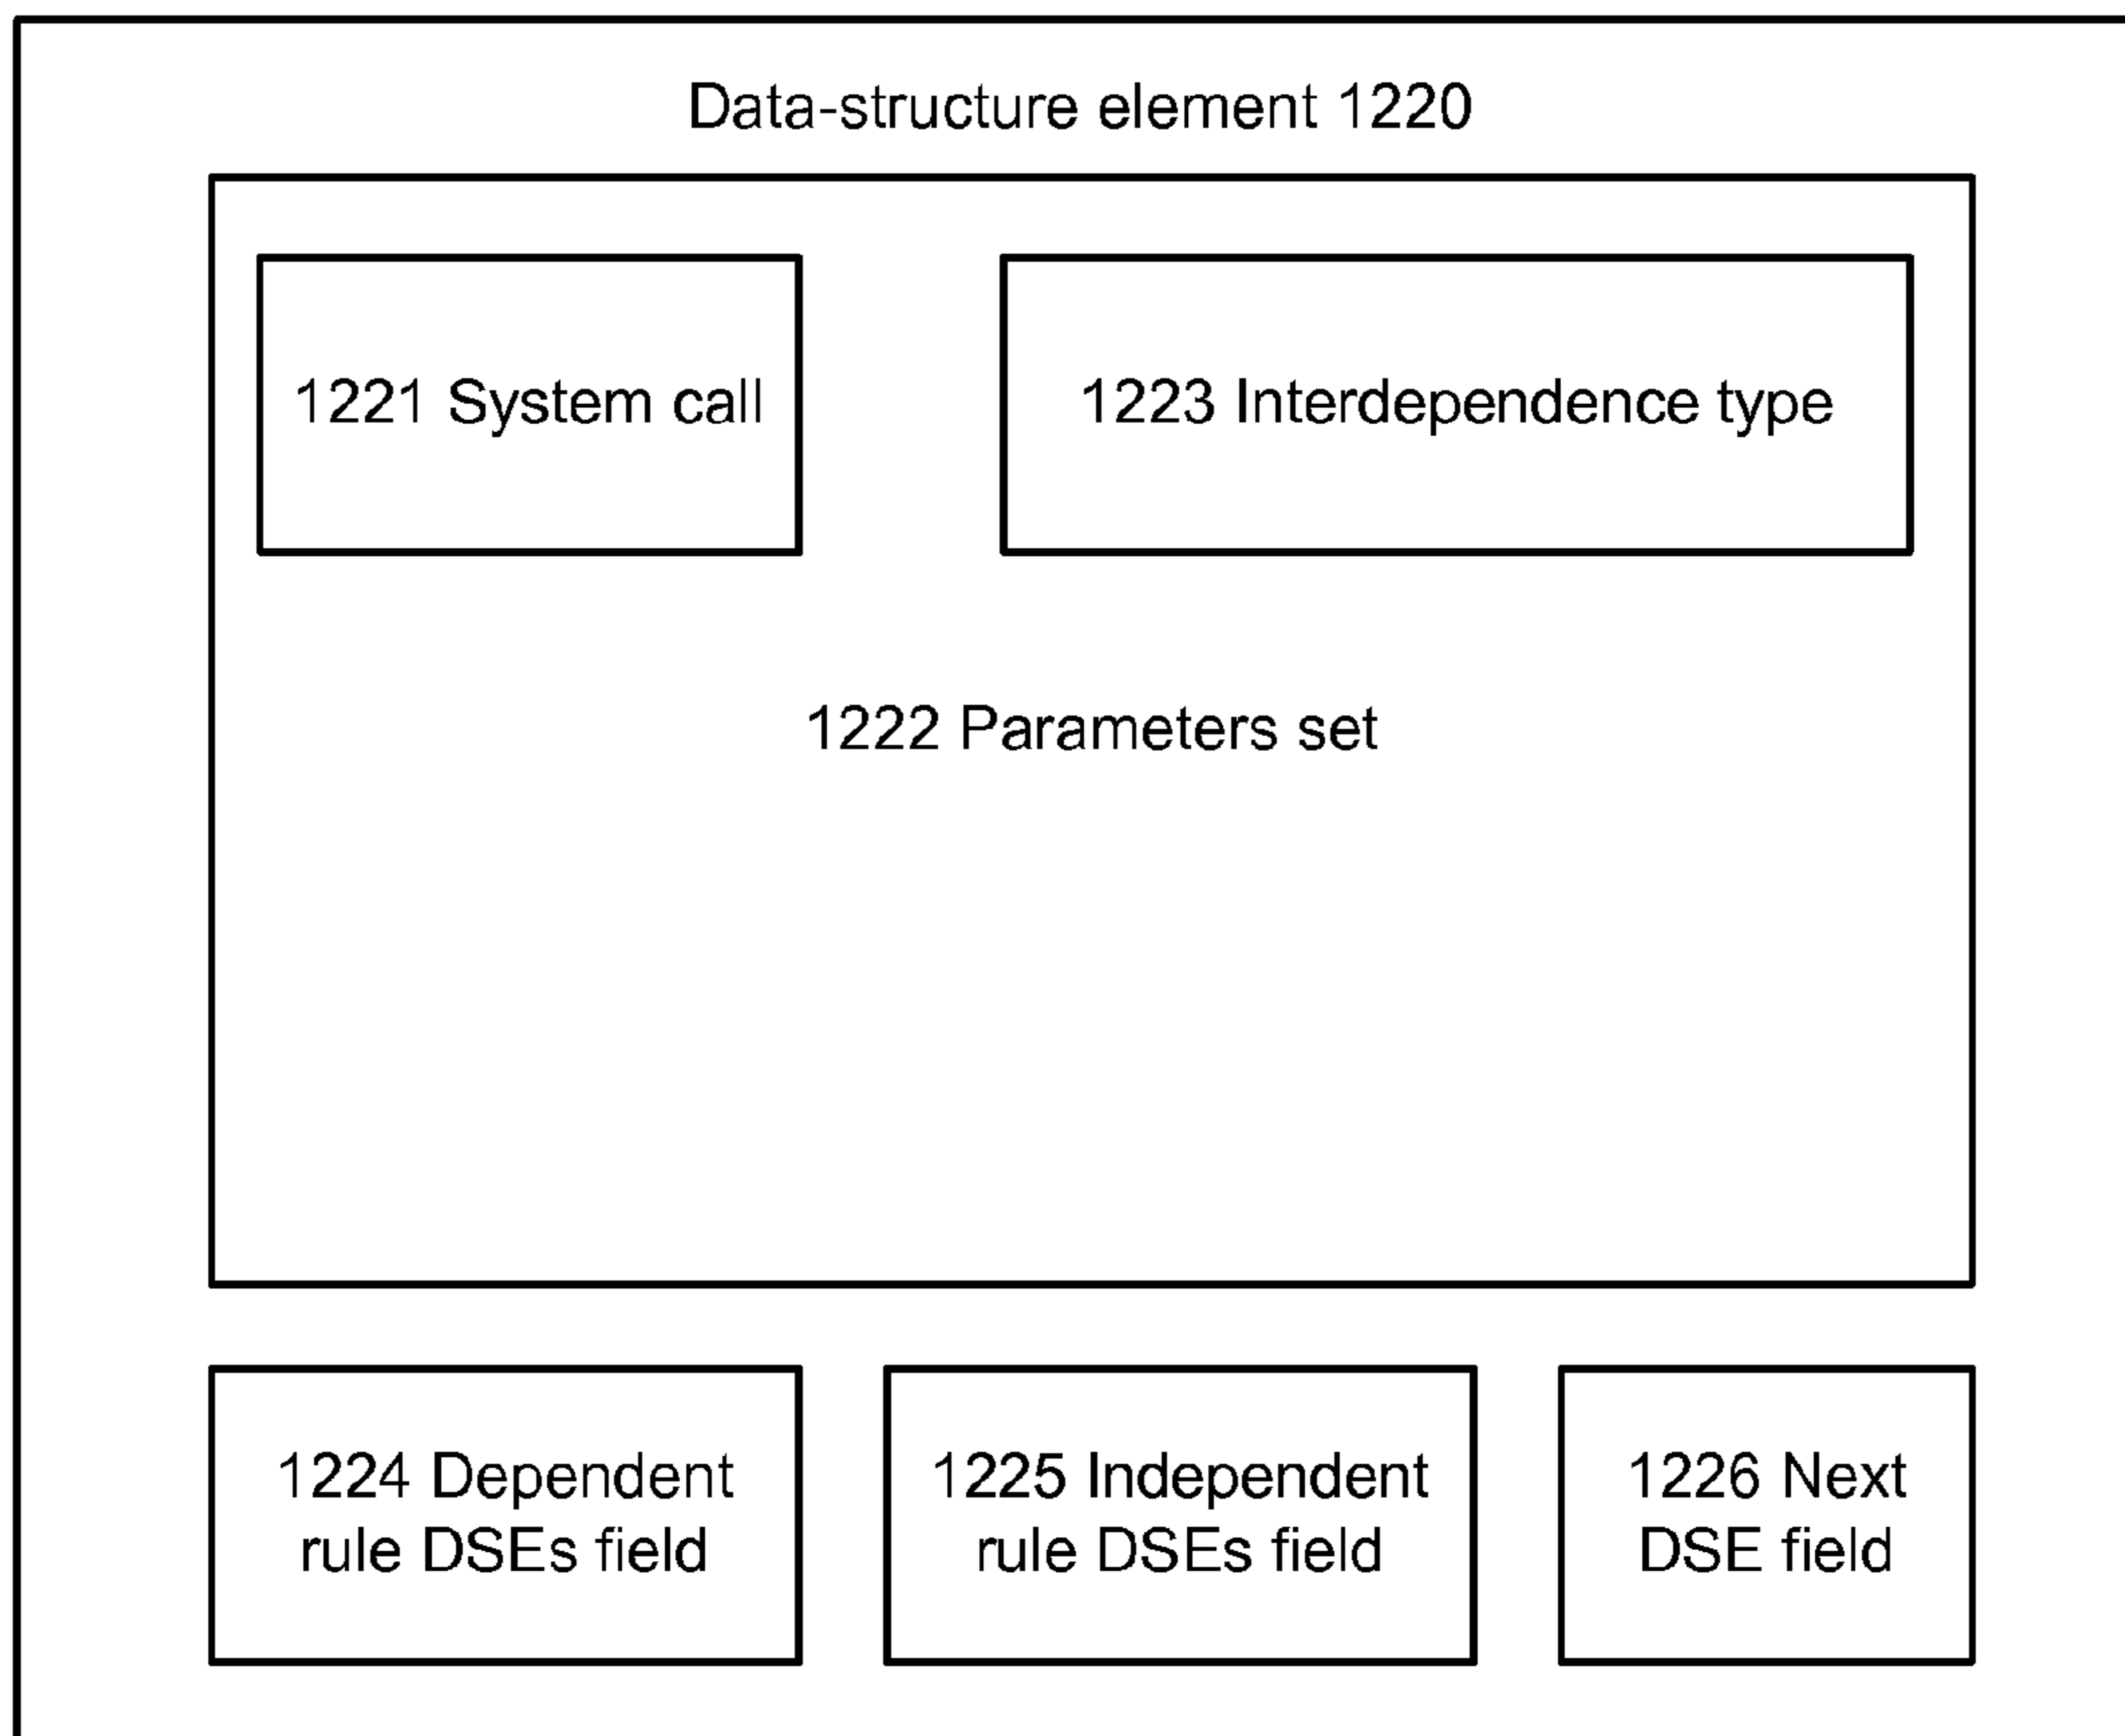 Data-structure element 1220
1221 System call
1223 Interdependence type
1222 Parameters set
1224 Dependent
rule DSEs field
1225 Independent
rule DSEs field
1226 Next
DSE field